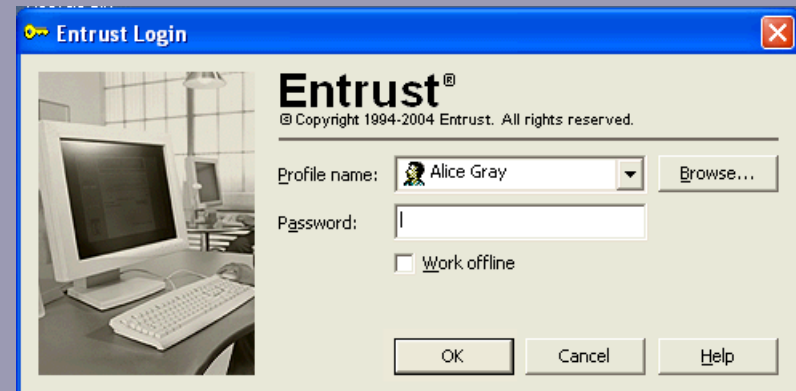 Entrust Login
Entrust®
© Copyright 1994-2004 Entrust. All rights reserved.
Profile name: Alice Gray Browse...
Password:
Work offline
OK Cancel Help